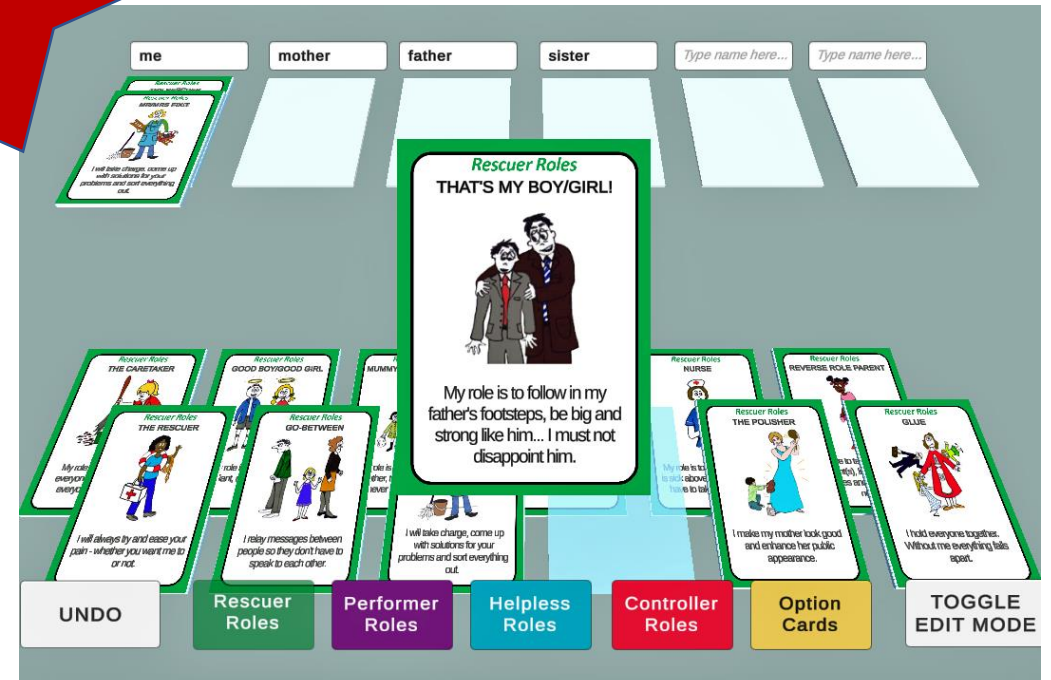 me
mother
father
sister
Type name here...
Type name here...
Rescuer Roles
Rescuer Roles
I will take charge, come up
with solutions for your
problems and sort everything
out.
Rescuer Roles
THAT'S MY BOY/GIRL!
My role is to follow in my
father's footsteps, be big and
strong like him... I must not
disappoint him.
Rescuer Roles
THE CARETAKER
Rescuer Roles
GOOD BOY/GOOD GIRL
Rescuer
MUMMY
Rescuer Roles
NURSE
Rescuer Roles
REVERSE ROLE PARENT
Rescuer Roles
THE RESCUER
I will always try and ease your
pain - whether you want me to
or not.
Rescuer Roles
GO-BETWEEN
I relay messages between
people so they don't have to
speak to each other.
I will take charge, come up
with solutions for your
problems and sort everything
out.
Rescuer Roles
THE POLISHER
I make my mother look good
and enhance her public
appearance.
Rescuer Roles
GLUE
I hold everyone together.
Without me everything falls
apart.
UNDO
Rescuer
Roles
Performer
Roles
Helpless
Roles
Controller
Roles
Option
Cards
TOGGLE
EDIT MODE